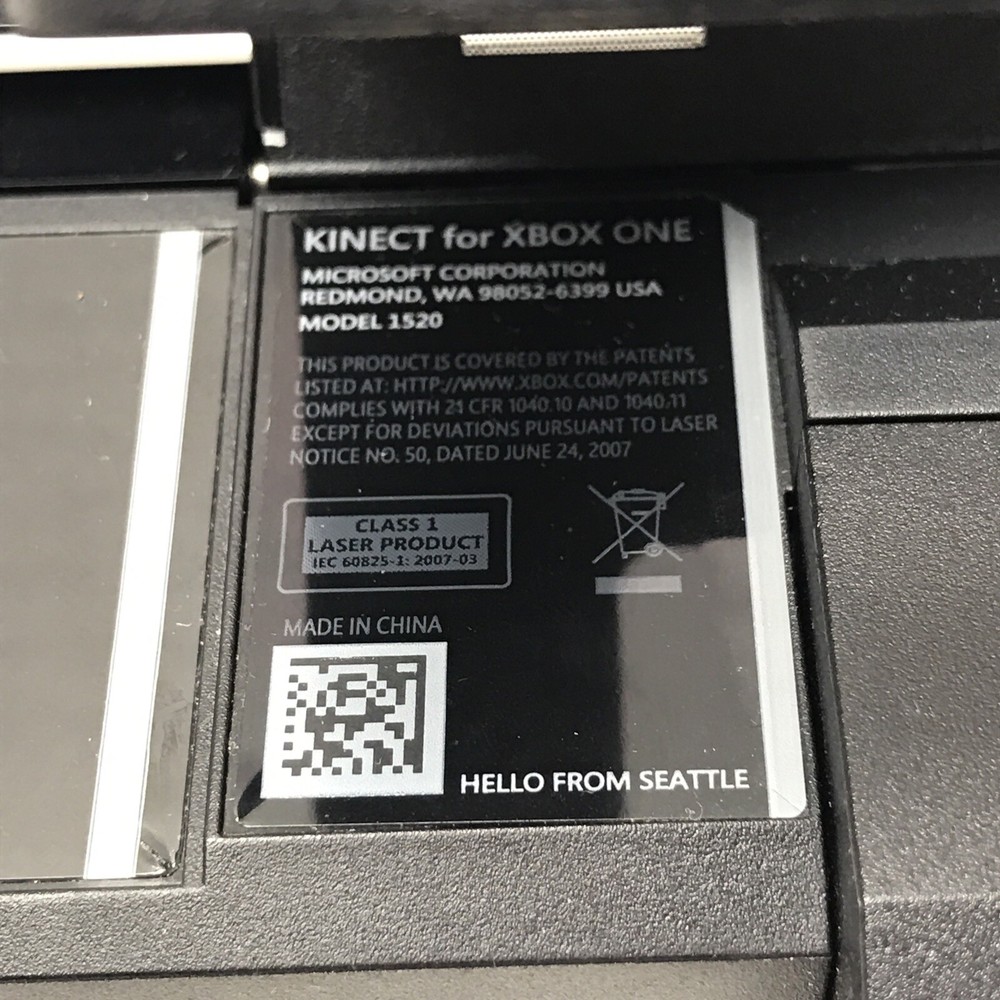 KINECT for XBOX ONE
MICROSOFT CORPORATION
REDMOND, WA 98052-6399 USA
MODEL 1520
THIS PRODUCT IS COVERED BY THE PATENTS
LISTED AT: HTTP://WWW.XBOX.COM/PATENTS
COMPLIES WITH 21 CFR 1040.10 AND 1040.11
EXCEPT FOR DEVIATIONS PURSUANT TO LASER
NOTICE NO. 50, DATED JUNE 24, 2007
CLASS 1
LASER PRODUCT
IEC 60825-1: 2007-03
MADE IN CHINA
HELLO FROM SEATTLE